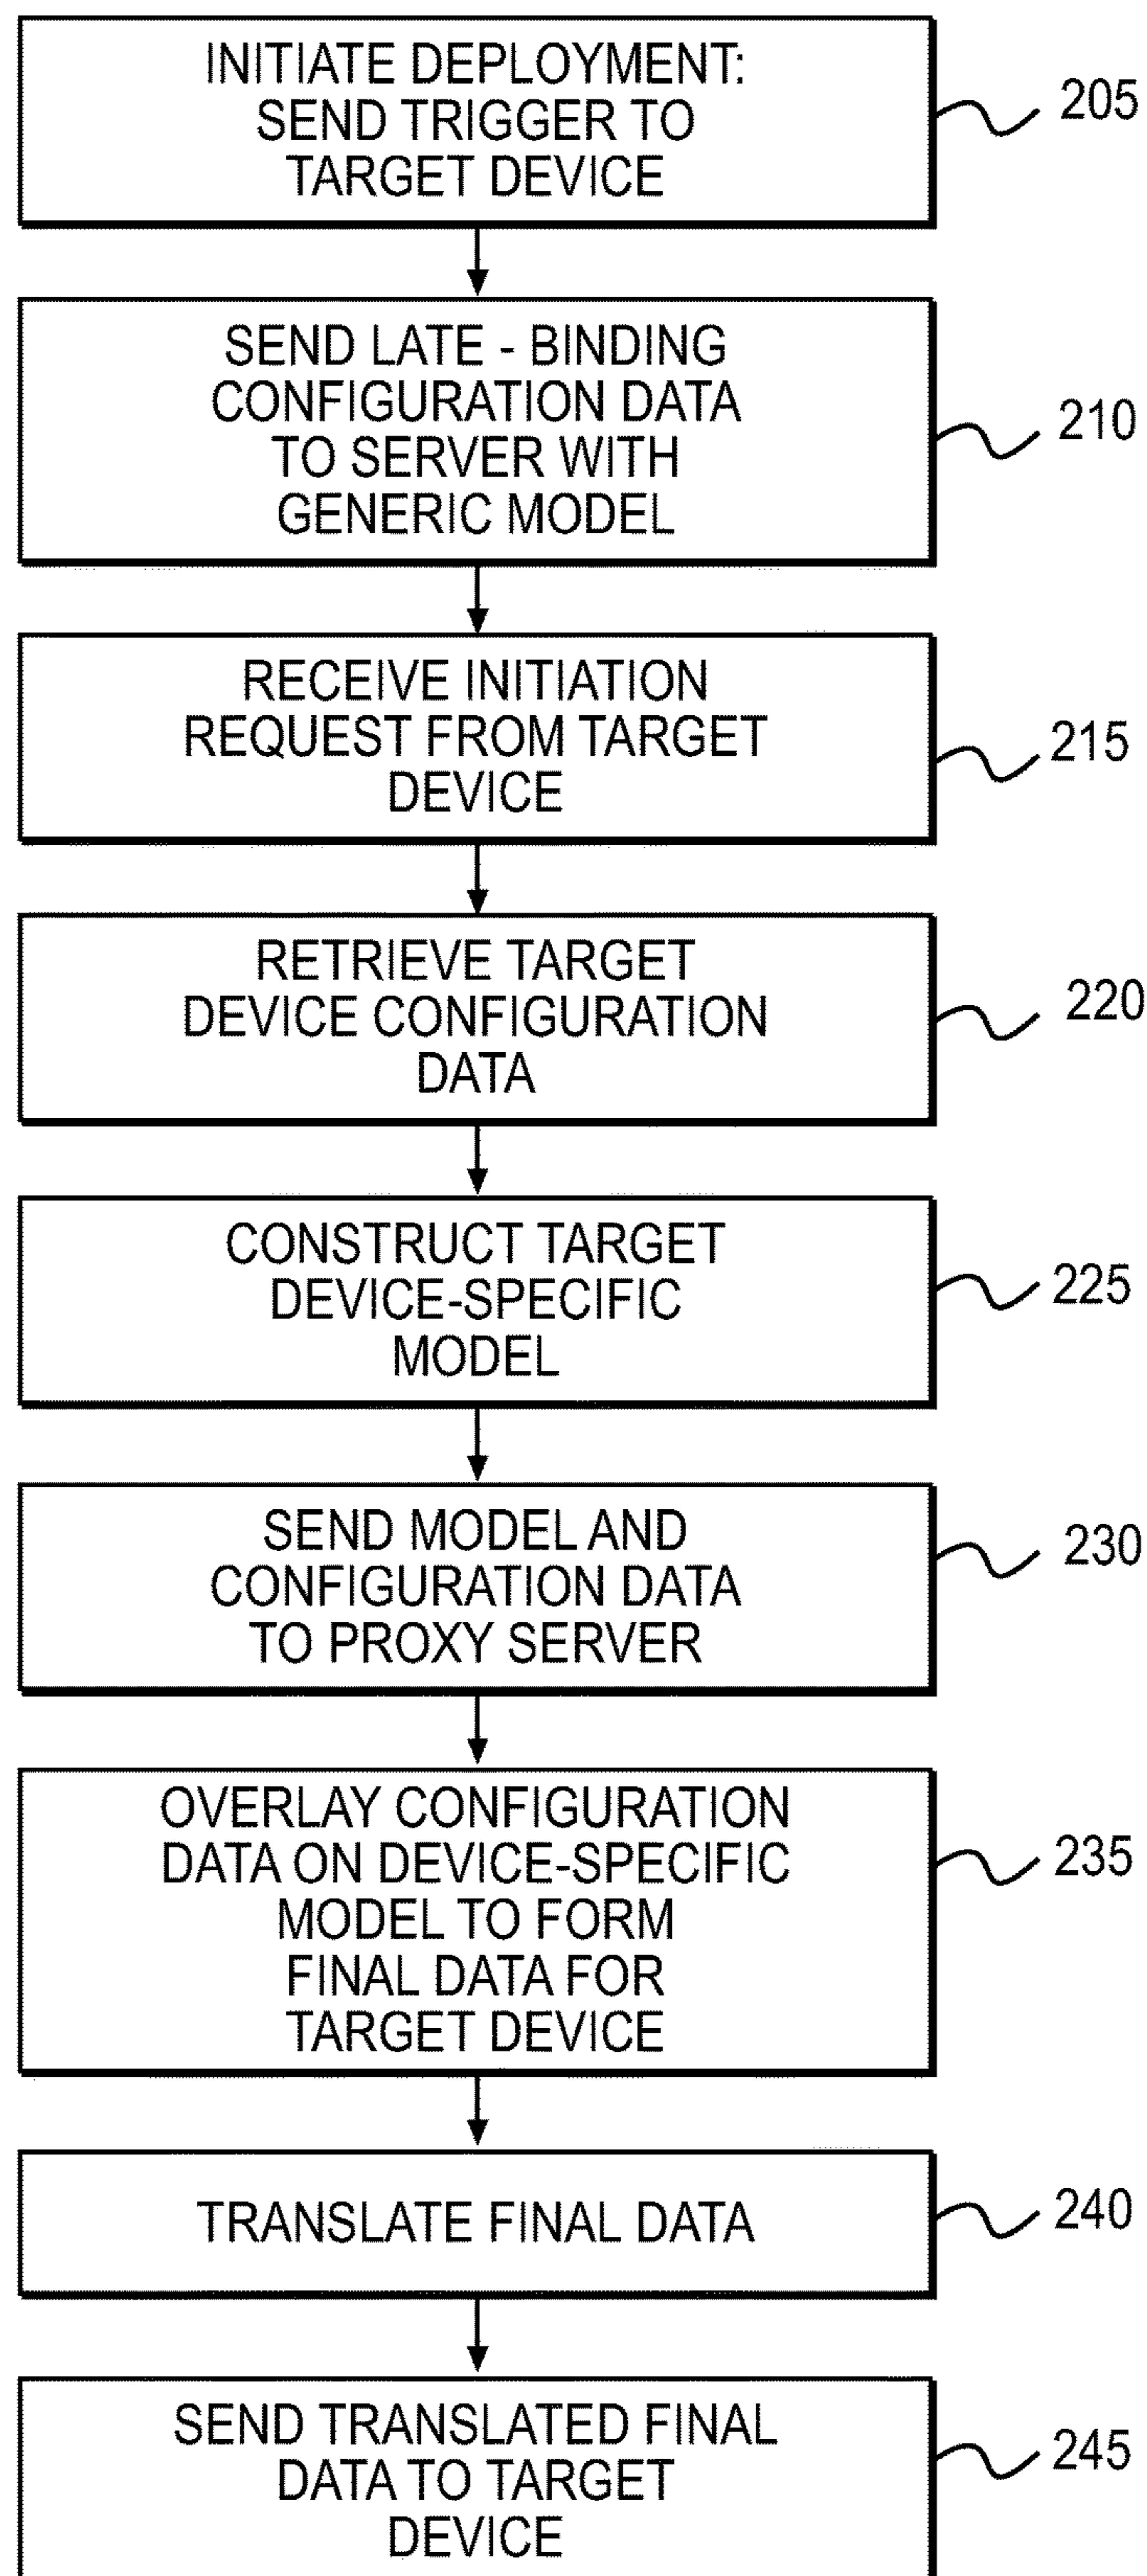 INITIATE DEPLOYMENT:
SEND TRIGGER TO
TARGET DEVICE
205
SEND LATE - BINDING
CONFIGURATION DATA
TO SERVER WITH
GENERIC MODEL
210
RECEIVE INITIATION
REQUEST FROM TARGET
DEVICE
215
RETRIEVE TARGET
DEVICE CONFIGURATION
DATA
220
CONSTRUCT TARGET
DEVICE-SPECIFIC
MODEL
225
SEND MODEL AND
CONFIGURATION DATA
TO PROXY SERVER
230
OVERLAY CONFIGURATION
DATA ON DEVICE-SPECIFIC
MODEL TO FORM
FINAL DATA FOR
TARGET DEVICE
235
TRANSLATE FINAL DATA
240
SEND TRANSLATED FINAL
DATA TO TARGET
DEVICE
245